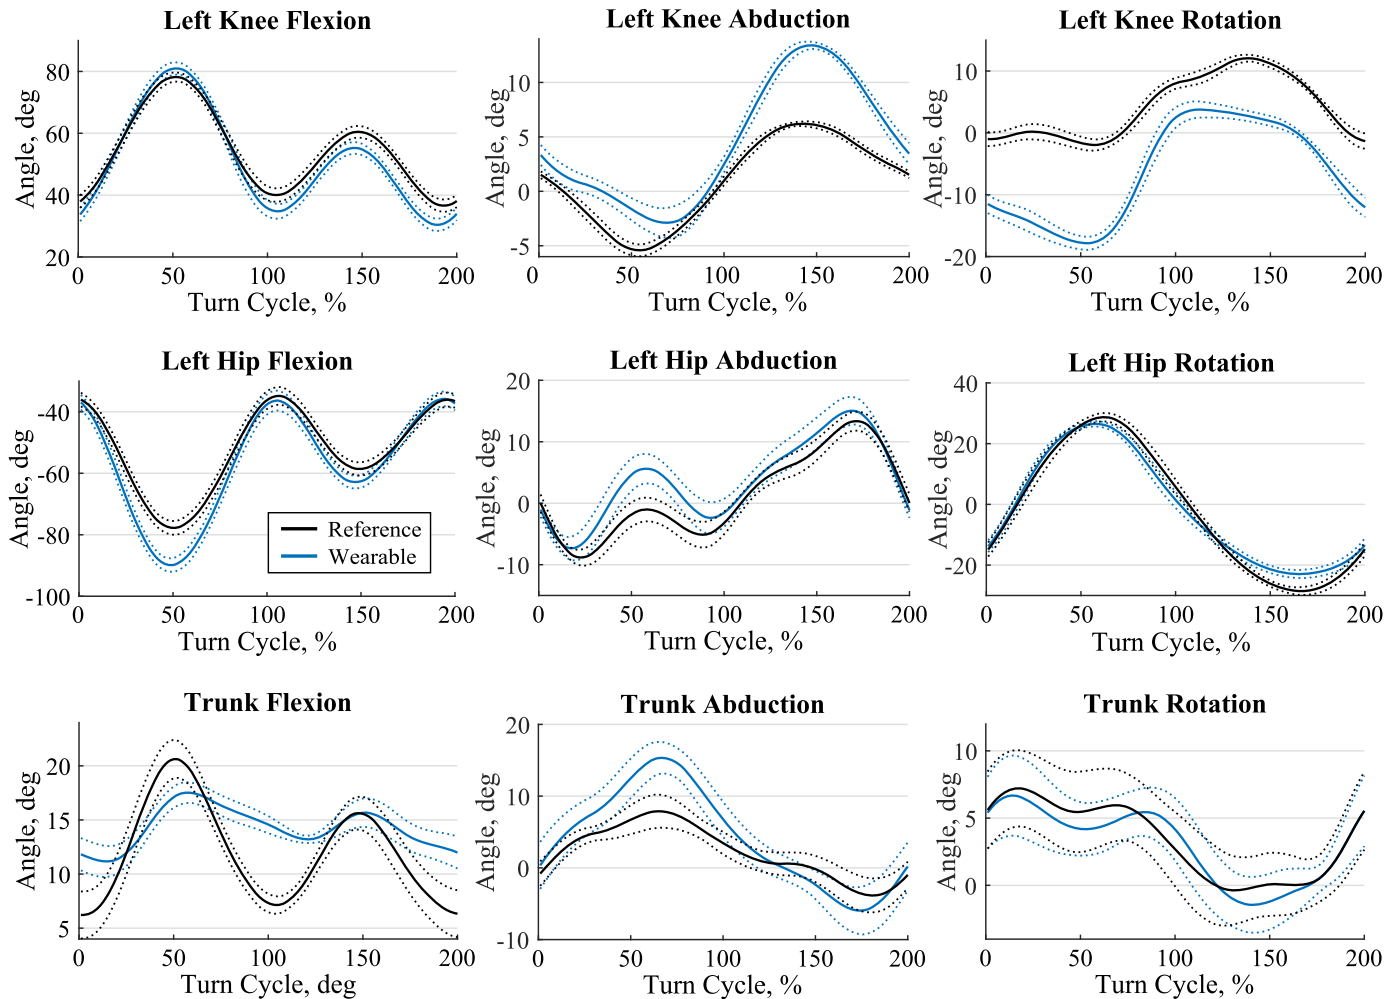 Left Knee Flexion
Angle, deg
80
60
40
20
0 50 100 150 200
Turn Cycle, %
Left Knee Abduction
Angle, deg
10
5
0
-5
0 50 100 150 200
Turn Cycle, %
Left Knee Rotation
Angle, deg
10
0
-10
-20
0 50 100 150 200
Turn Cycle, %
Left Hip Flexion
Angle, deg
-40
-60
-80
-100
Reference
Wearable
0 50 100 150 200
Turn Cycle, %
Left Hip Abduction
Angle, deg
20
10
0
-10
0 50 100 150 200
Turn Cycle, %
Left Hip Rotation
Angle, deg
40
20
0
-20
0 50 100 150 200
Turn Cycle, %
Trunk Flexion
Angle, deg
20
15
10
5
0 50 100 150 200
Turn Cycle, deg
Trunk Abduction
Angle, deg
20
10
0
-10
0 50 100 150 200
Turn Cycle, %
Trunk Rotation
Angle, deg
10
5
0
0 50 100 150 200
Turn Cycle, %